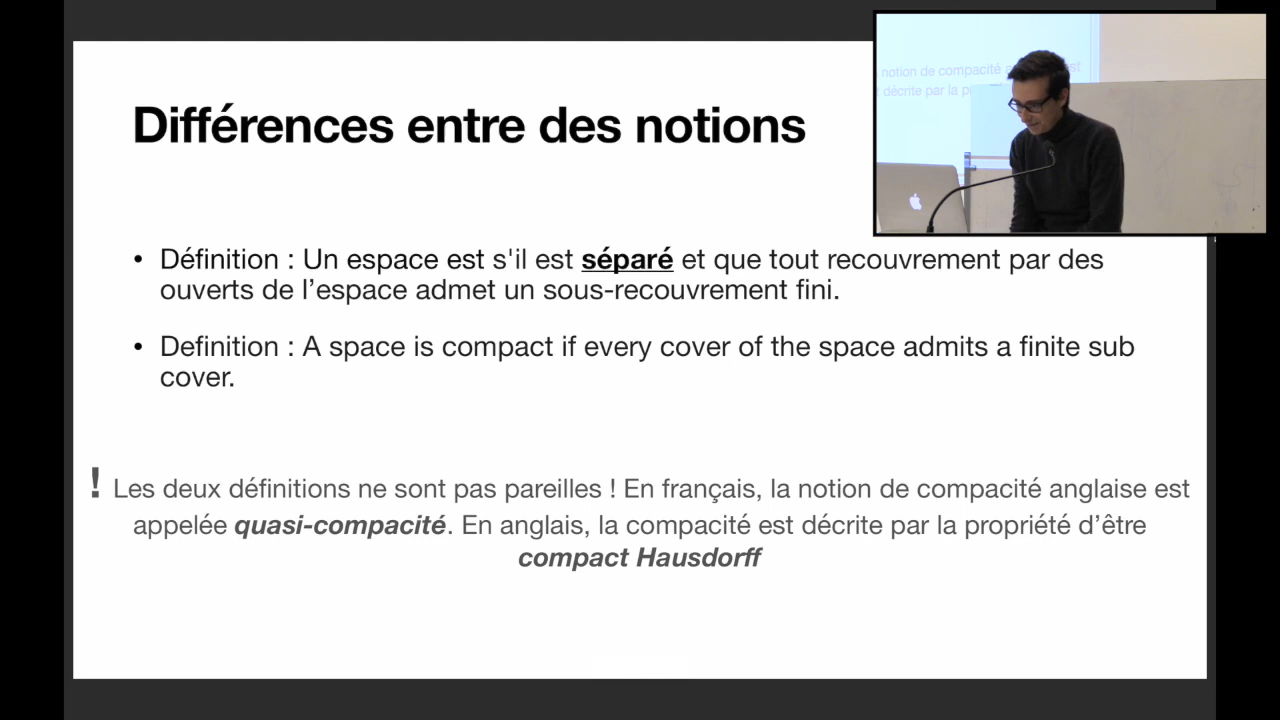 Différences entre des notions
• Définition : Un espace est s'il est séparé et que tout recouvrement par des
ouverts de l’espace admet un sous-recouvrement fini.
• Definition : A space is compact if every cover of the space admits a finite sub
cover.
! Les deux définitions ne sont pas pareilles ! En français, la notion de compacité anglaise est
appelée quasi-compacité. En anglais, la compacité est décrite par la propriété d’être
compact Hausdorff
notion de compacité
décrite par la